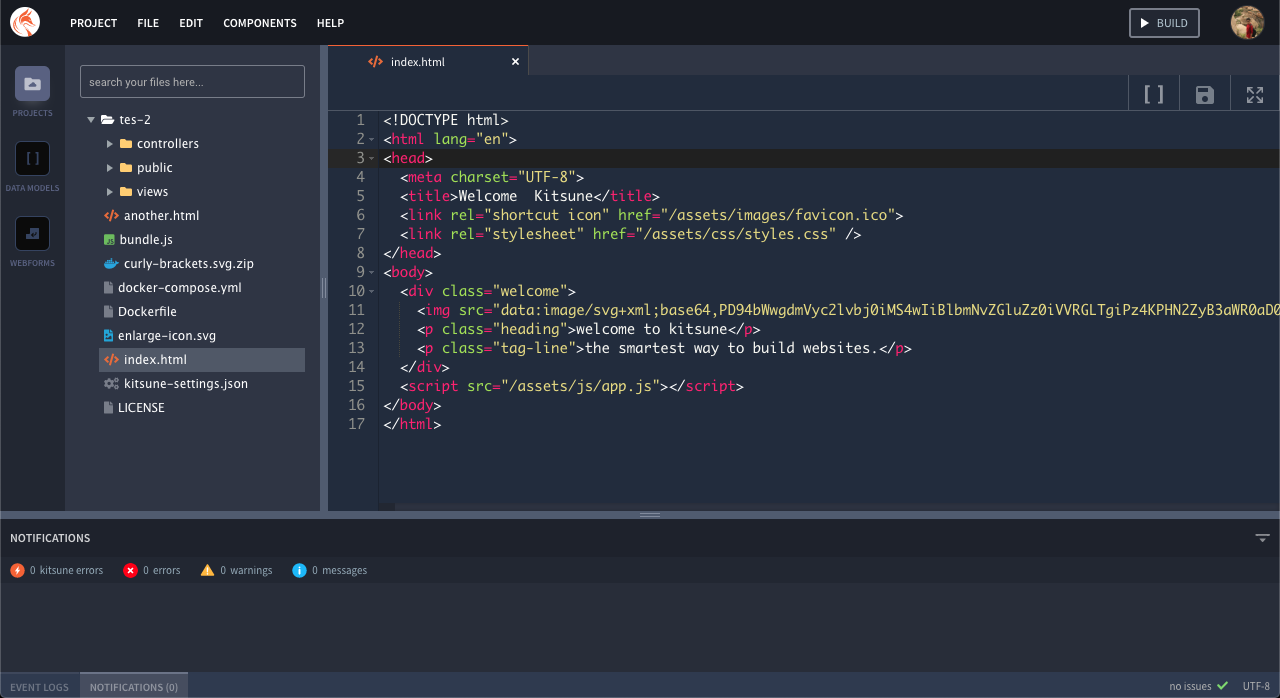 PROJECT FILE EDIT COMPONENTS HELP
BUILD
PROJECTS
DATA MODELS
WEBFORMS
search your files here...
tes-2
controllers
public
views
another.html
bundle.js
curly-brackets.svg.zip
docker-compose.yml
Dockerfile
enlarge-icon.svg
index.html
kitsune-settings.json
LICENSE
index.html ×
[ ]
1 <!DOCTYPE html>
2 <html lang="en">
3 <head>
4 <meta charset="UTF-8">
5 <title>Welcome  Kitsune</title>
6 <link rel="shortcut icon" href="/assets/images/favicon.ico">
7 <link rel="stylesheet" href="/assets/css/styles.css" />
8 </head>
9 <body>
10 <div class="welcome">
11 <img src="data:image/svg+xml;base64,PD94bWwgdmVyc2lvbj0iMS4wIiBlbmNvZGluZz0iVVRGLTgiPz4KPHN2ZyB3aWR0aD0
12 <p class="heading">welcome to kitsune</p>
13 <p class="tag-line">the smartest way to build websites.</p>
14 </div>
15 <script src="/assets/js/app.js"></script>
16 </body>
17 </html>
NOTIFICATIONS
0 kitsune errors 0 errors 0 warnings 0 messages
EVENT LOGS NOTIFICATIONS (0) no issues UTF-8